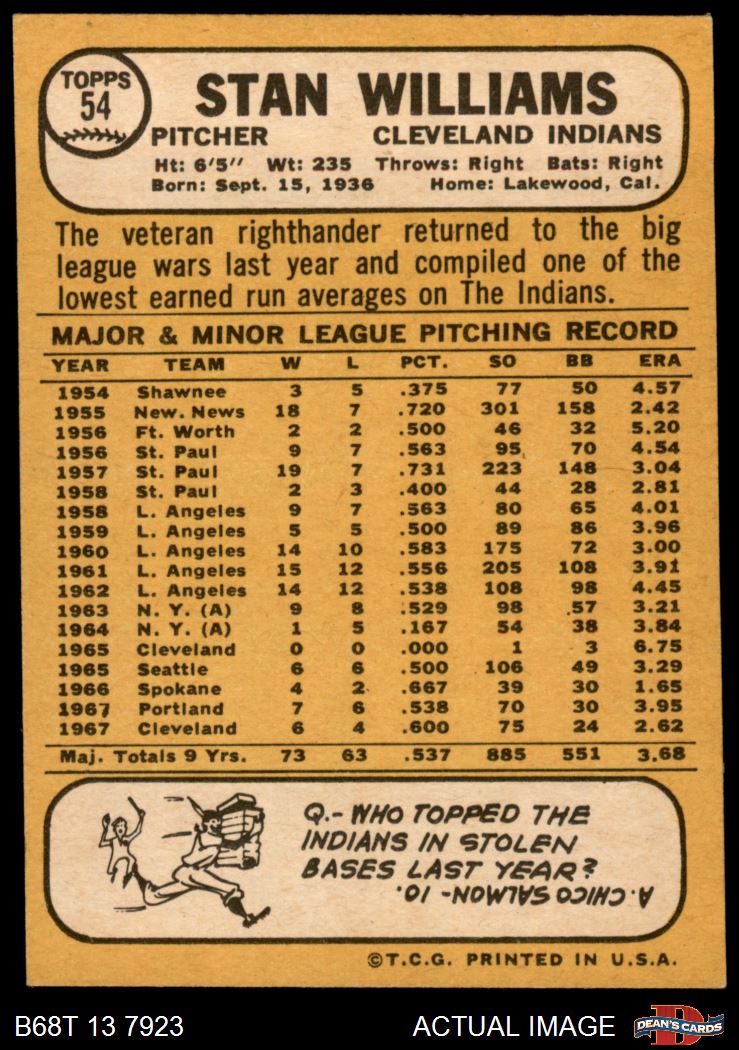 TOPPS
54
STAN WILLIAMS
PITCHER CLEVELAND INDIANS
Ht: 6'5" Wt: 235 Throws: Right Bats: Right
Born: Sept. 15, 1936 Home: Lakewood, Cal.
The veteran righthander returned to the big
league wars last year and compiled one of the
lowest earned run averages on The Indians.
MAJOR & MINOR LEAGUE PITCHING RECORD
YEAR TEAM W L PCT. SO BB ERA
1954 Shawnee 3 5 .375 77 50 4.57
1955 New. News 18 7 .720 301 158 2.42
1956 Ft. Worth 2 2 .500 46 32 5.20
1956 St. Paul 9 7 .563 95 70 4.54
1957 St. Paul 19 7 .731 223 148 3.04
1958 St. Paul 2 3 .400 44 28 2.81
1958 L. Angeles 9 7 .563 80 65 4.01
1959 L. Angeles 5 5 .500 89 86 3.96
1960 L. Angeles 14 10 .583 175 72 3.00
1961 L. Angeles 15 12 .556 205 108 3.91
1962 L. Angeles 14 12 .538 108 98 4.45
1963 N. Y. (A) 9 8 .529 98 57 3.21
1964 N. Y. (A) 1 5 .167 54 38 3.84
1965 Cleveland 0 0 .000 1 3 6.75
1965 Seattle 6 6 .500 106 49 3.29
1966 Spokane 4 2 .667 39 30 1.65
1967 Portland 7 6 .538 70 30 3.95
1967 Cleveland 6 4 .600 75 24 2.62
Maj. Totals 9 Yrs. 73 63 .537 885 551 3.68
Q.- WHO TOPPED THE
INDIANS IN STOLEN
BASES LAST YEAR?
A. CHICO SALMON- 10.
©T.C.G. PRINTED IN U.S.A.
B68T 13 7923 ACTUAL IMAGE
DEAN'S CARDS